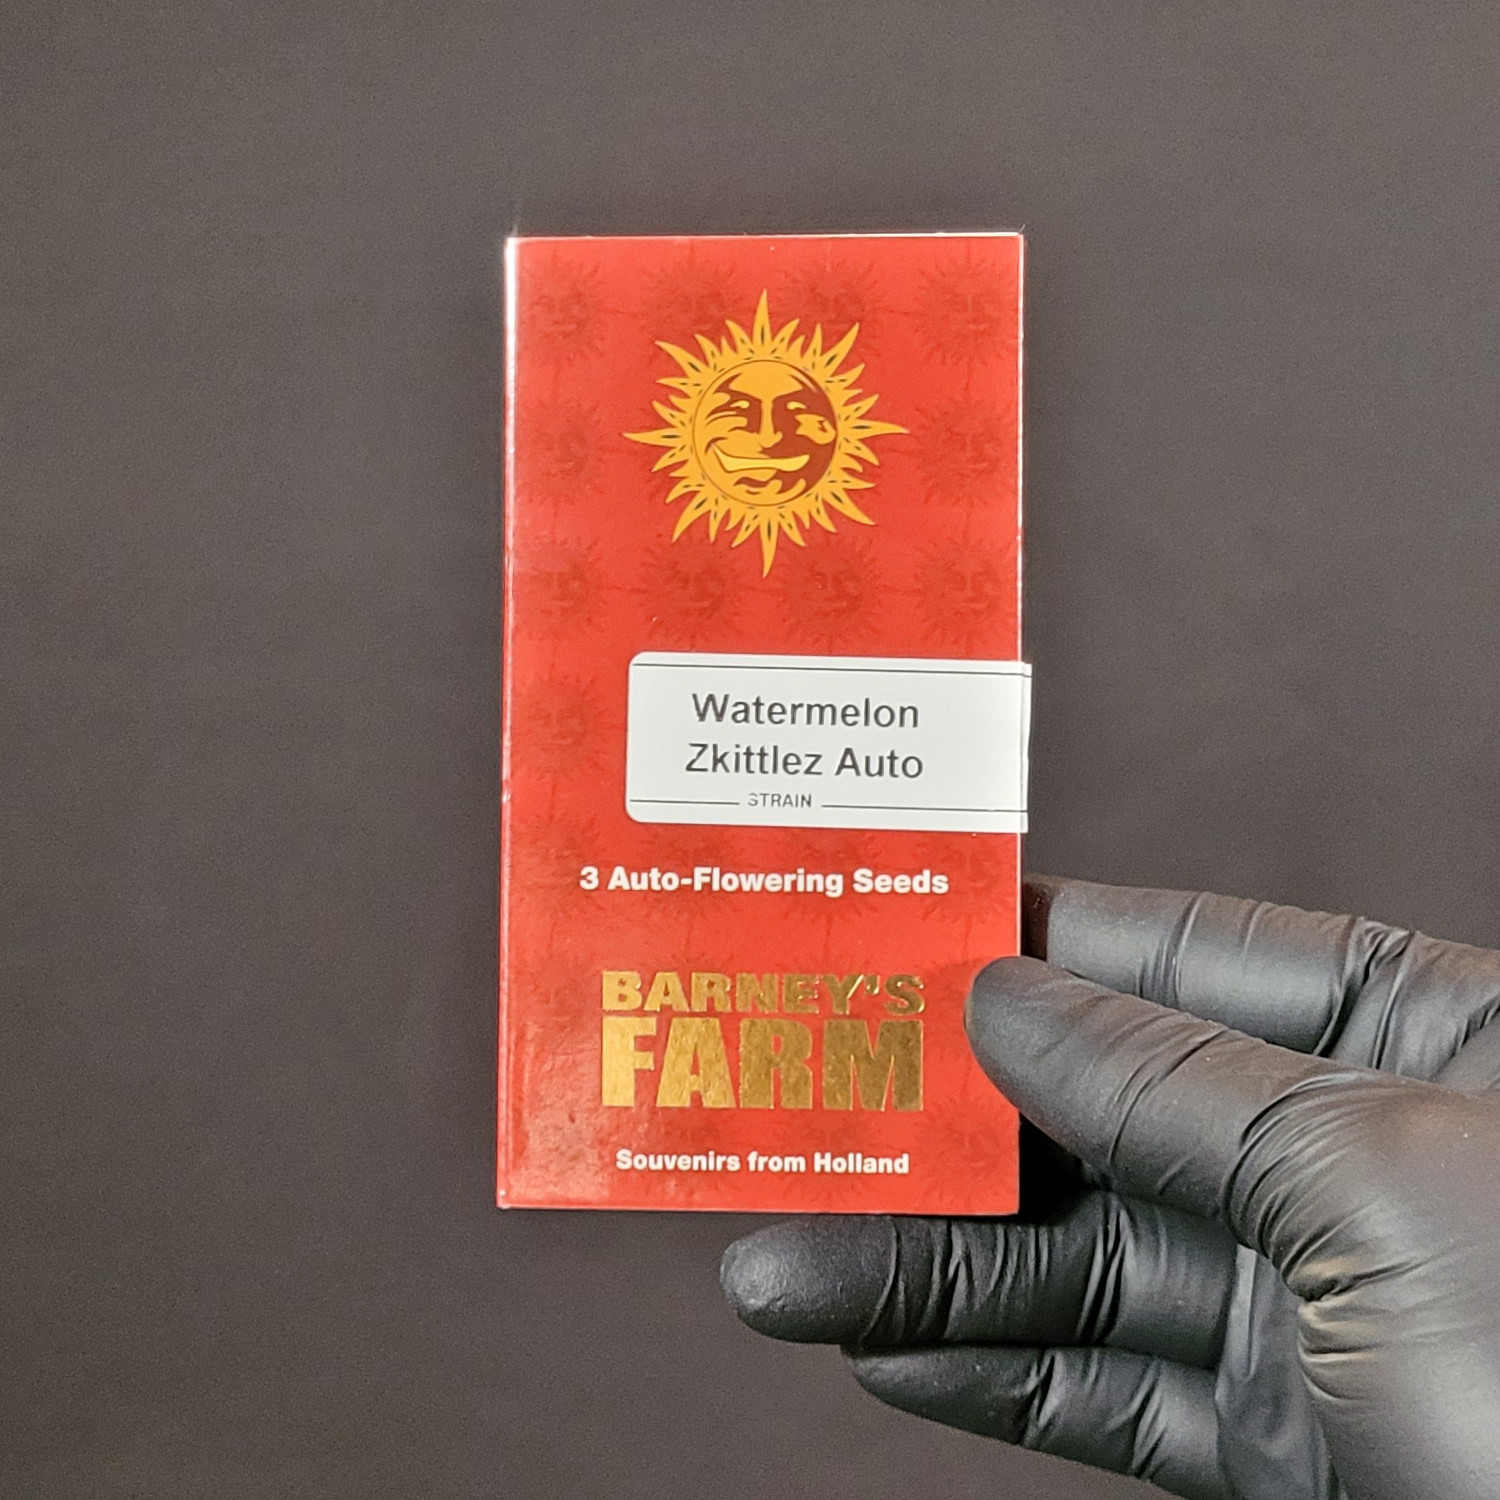 Watermelon
Zkittlez Auto
STRAIN
3 Auto-Flowering Seeds
BARNEY'S
FARM
Souvenirs from Holland